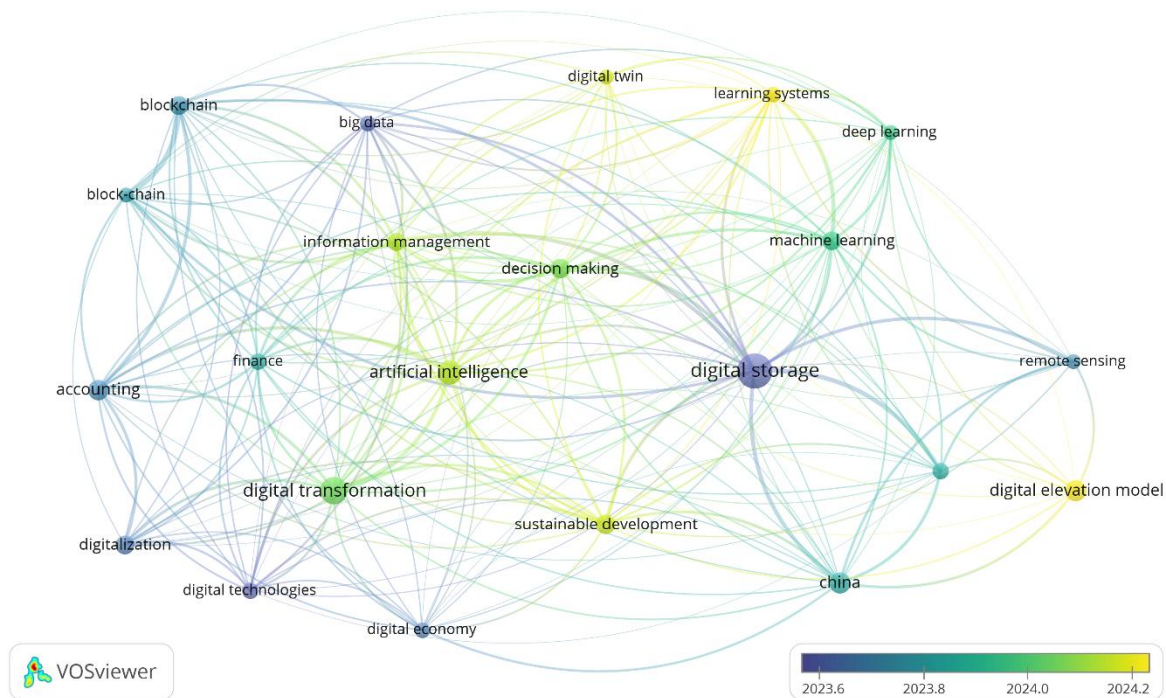 digital twin
learning systems
blockchain
big data
deep learning
block-chain
information management
machine learning
decision making
finance
remote sensing
artificial intelligence
digital storage
accounting
digital transformation
digital elevation model
sustainable development
digitalization
china
digital technologies
digital economy
VOSviewer
2023.6 2023.8 2024.0 2024.2